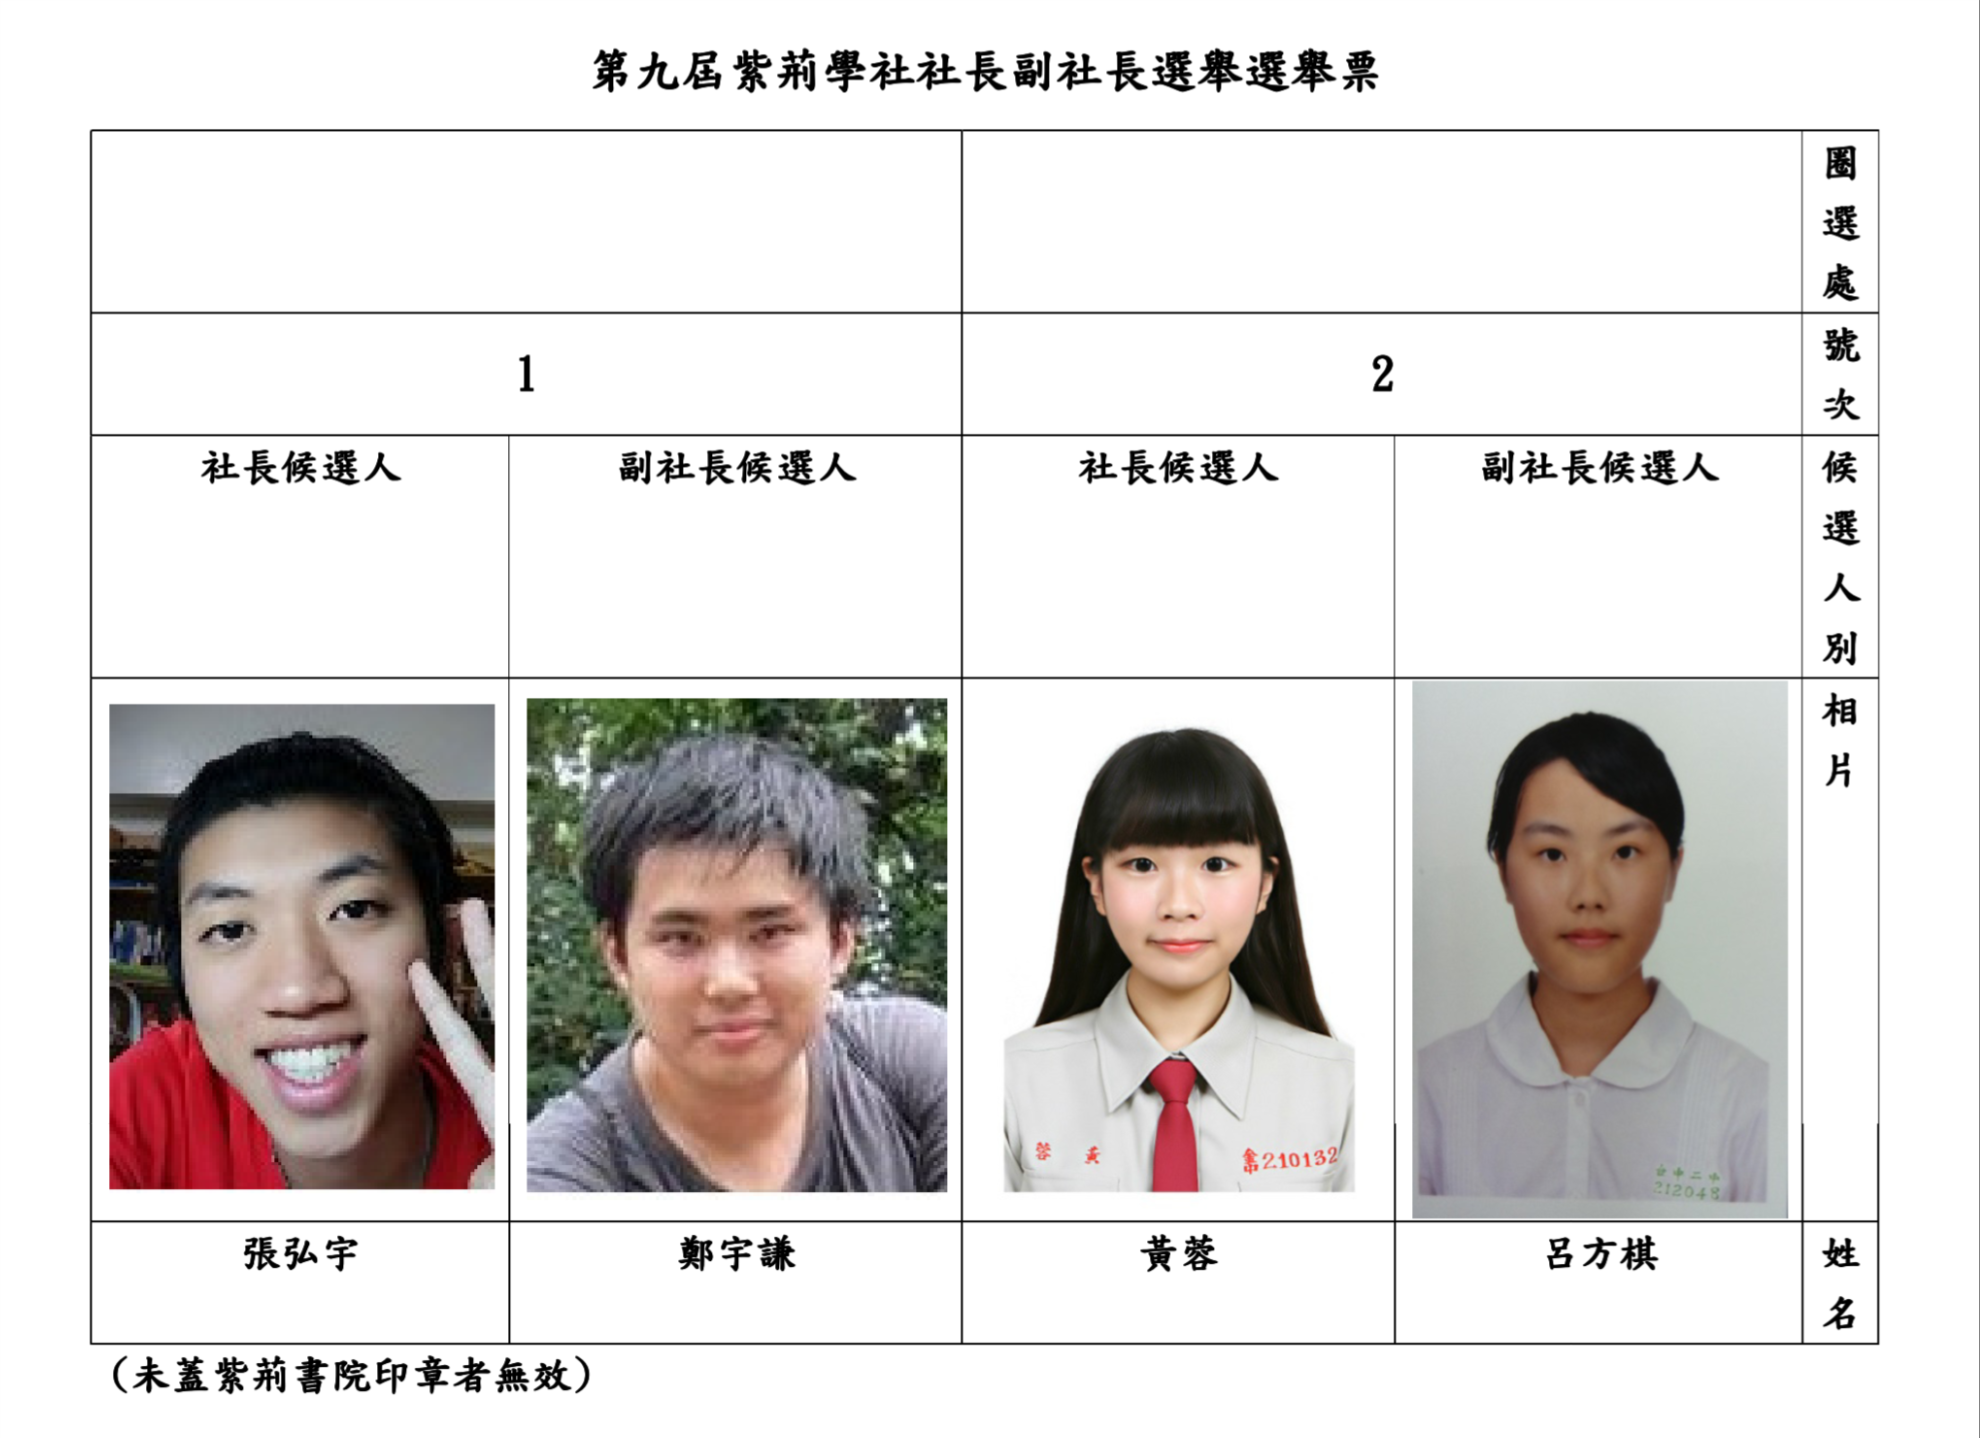 第九屆紫荊學社社長副社長選舉選舉票
圈選處
1
2
號次
社長候選人
副社長候選人
社長候選人
副社長候選人
候選人別
相片
蓉 黃
210132
台中二中
212048
張弘宇
鄭宇謙
黃蓉
呂方棋
姓名
（未蓋紫荊書院印章者無效）